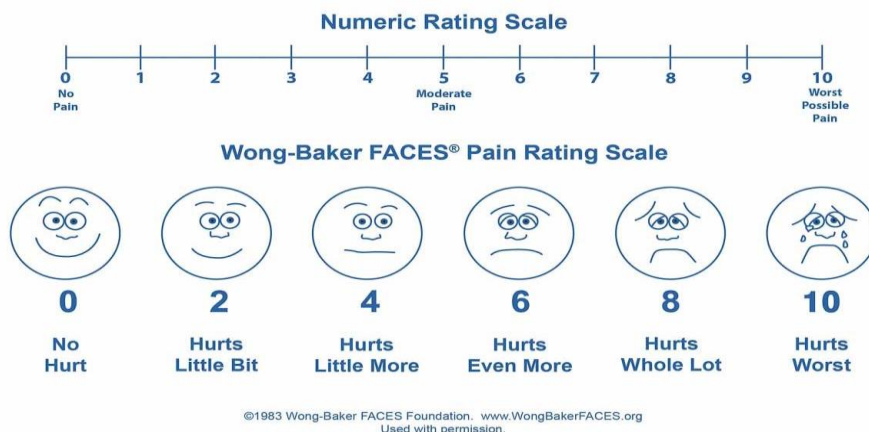 Numeric Rating Scale
0 1 2 3 4 5 6 7 8 9 10
No Moderate Worst
Pain Pain Possible
Pain
Wong-Baker FACES® Pain Rating Scale
0 2 4 6 8 10
No Hurts Hurts Hurts Hurts Hurts
Hurt Little Bit Little More Even More Whole Lot Worst
©1983 Wong-Baker FACES Foundation. www.WongBakerFACES.org
Used with permission.